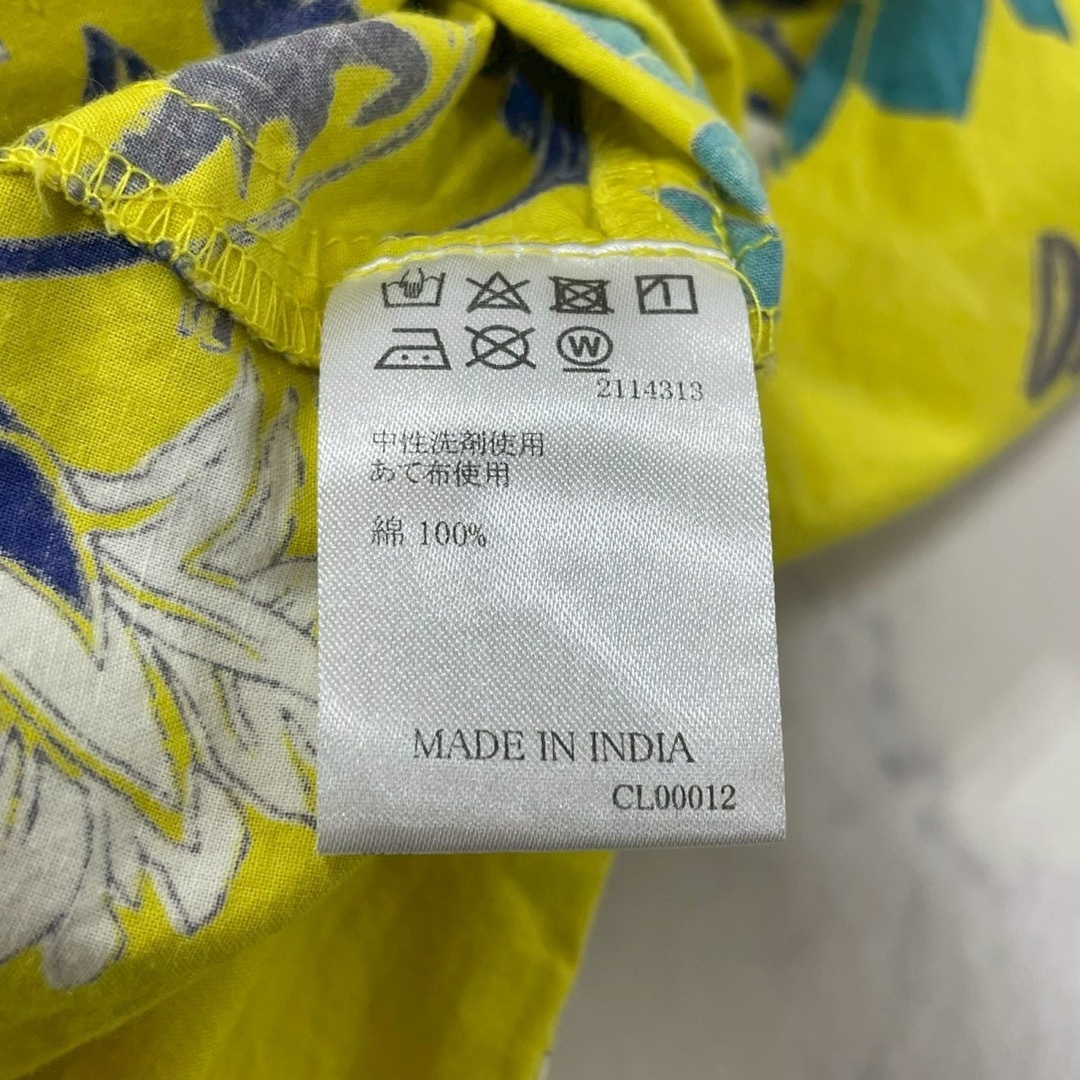 W
2114313
中性洗剤使用
あて布使用
綿 100%
MADE IN INDIA
CL00012